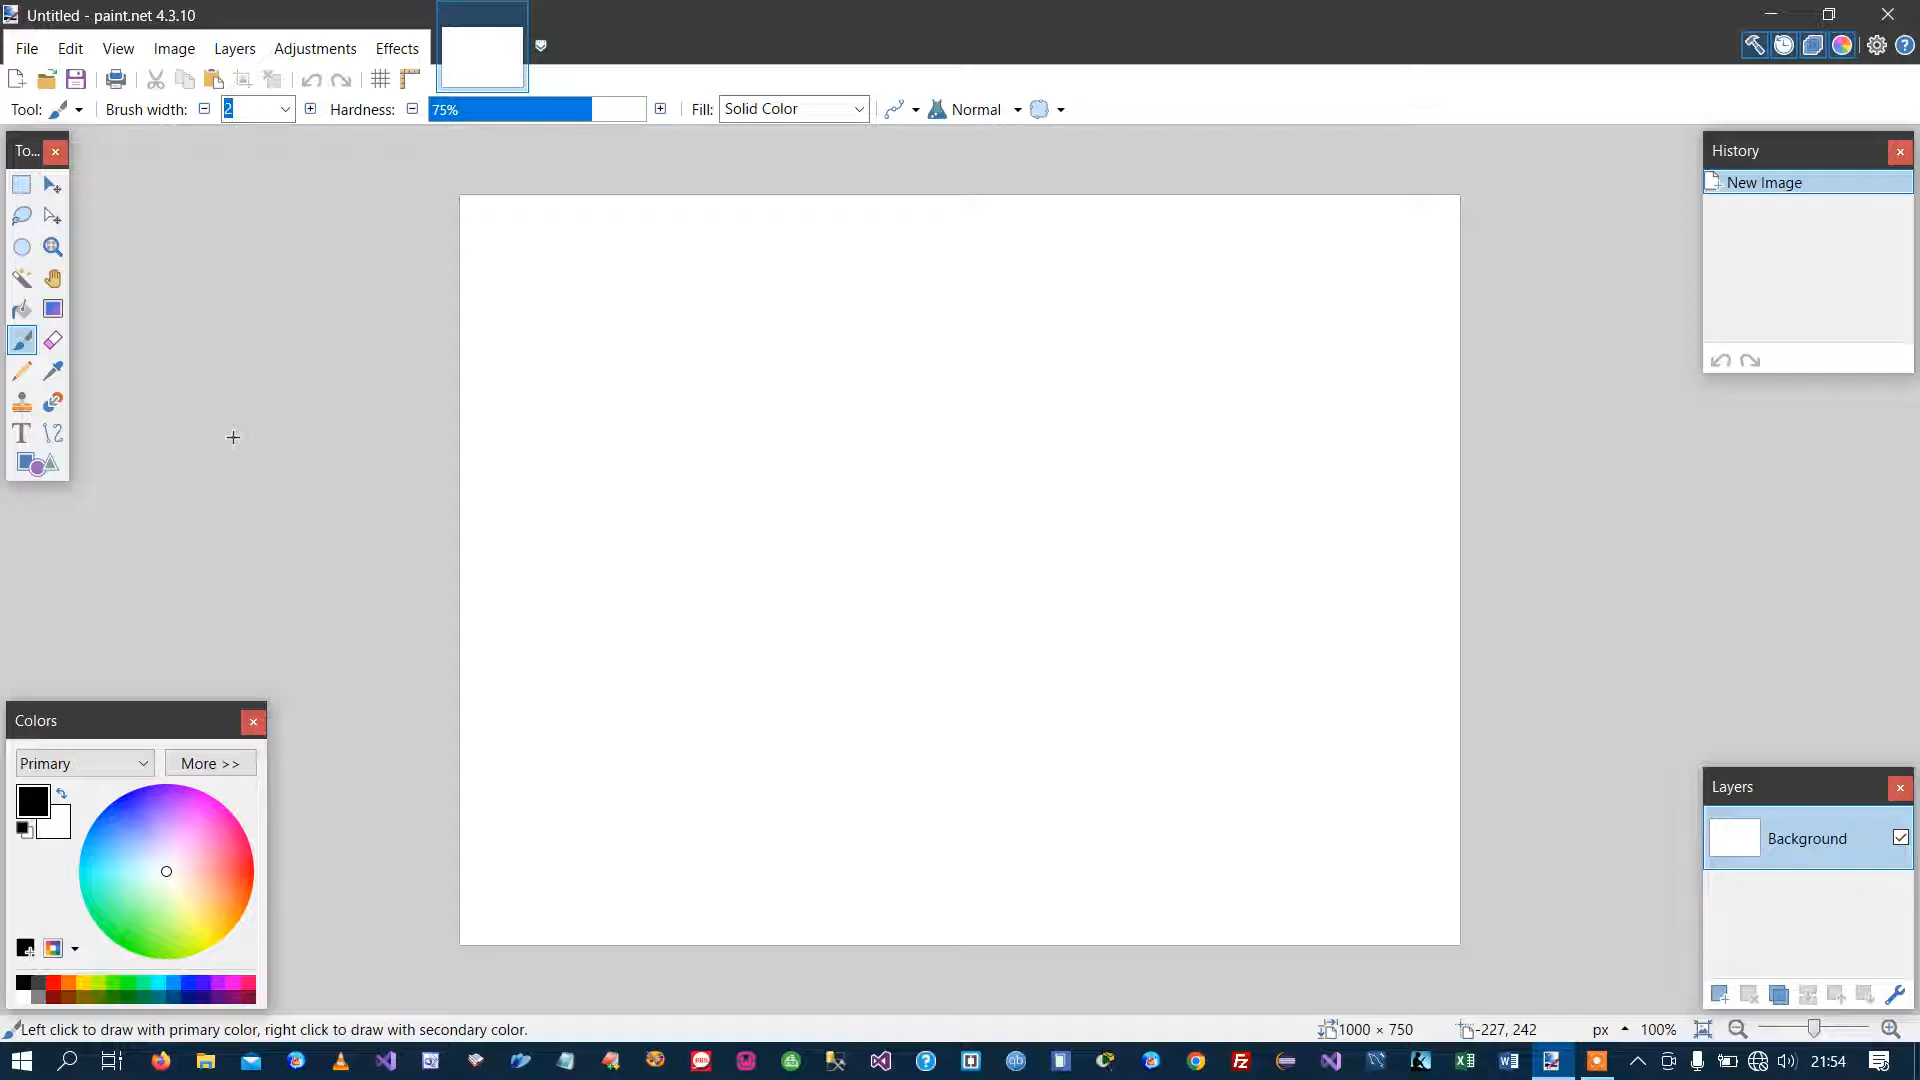 Untitled - paint.net 4.3.10
File Edit View Image Layers Adjustments Effects
Tool: Brush width: 2 Hardness: 75% Fill: Solid Color Normal
To...
History
New Image
Colors
Primary More >>
Layers
Background
Left click to draw with primary color, right click to draw with secondary color.
1000 × 750 -227, 242 px 100%
21:54